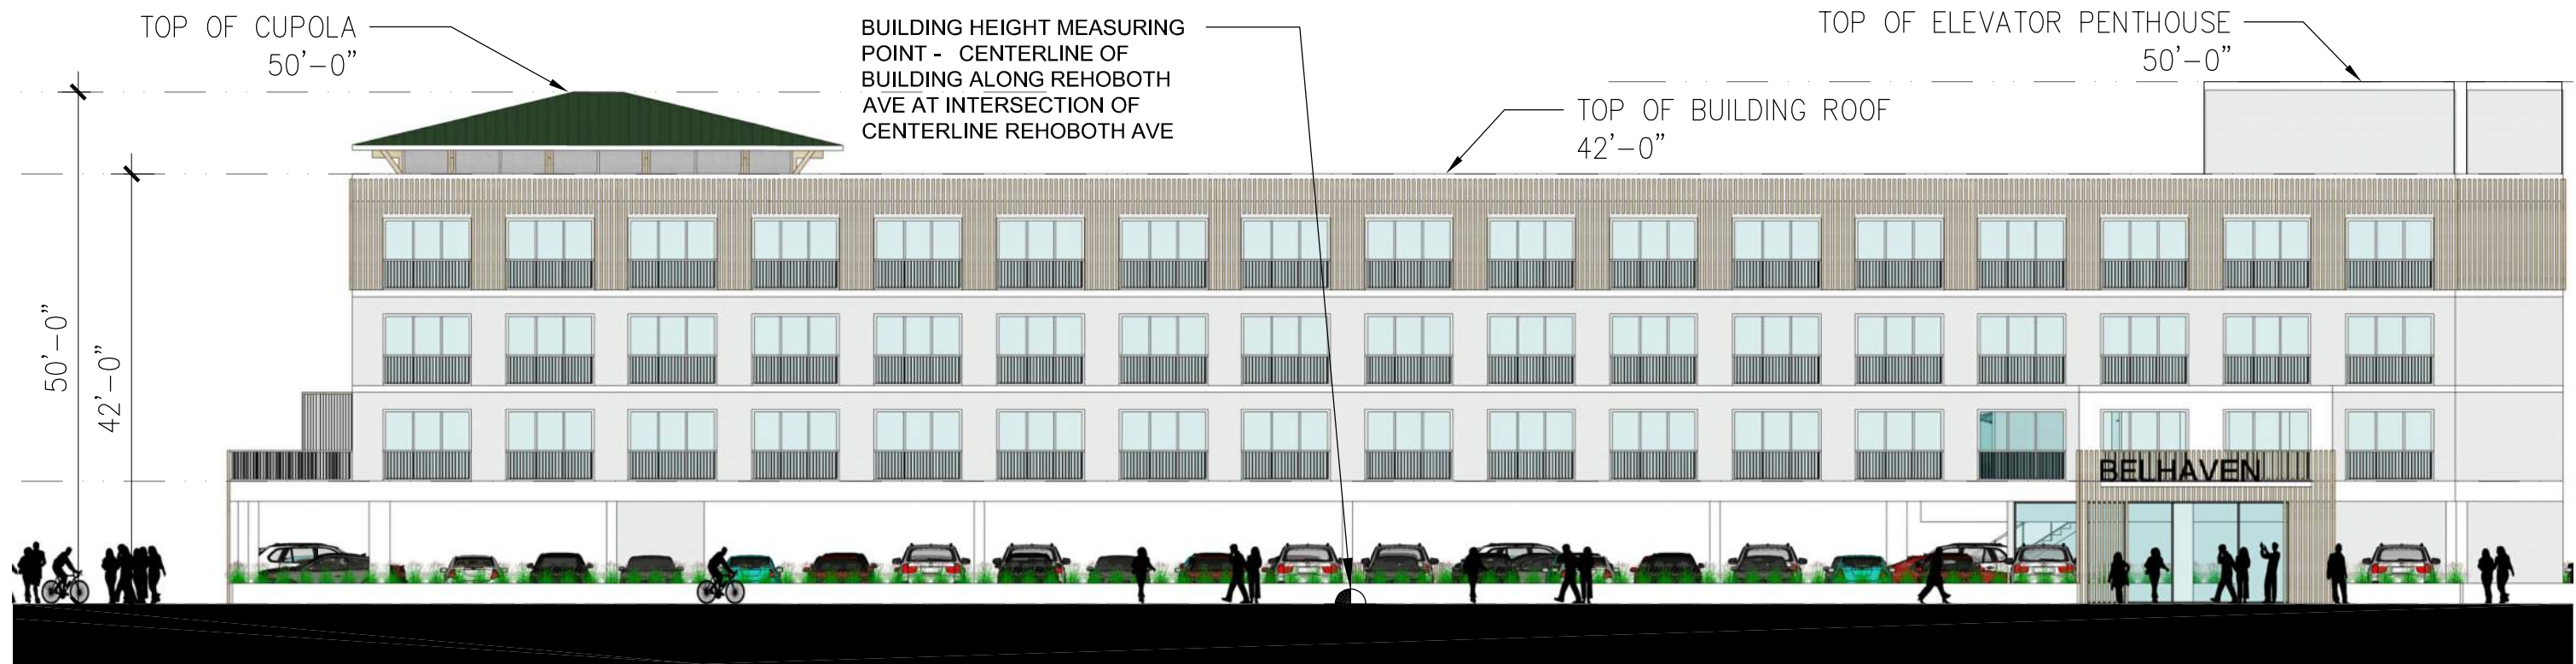 TOP OF CUPOLA
50'-0"
BUILDING HEIGHT MEASURING
POINT - CENTERLINE OF
BUILDING ALONG REHOBOTH
AVE AT INTERSECTION OF
CENTERLINE REHOBOTH AVE
TOP OF ELEVATOR PENTHOUSE
50'-0"
TOP OF BUILDING ROOF
42'-0"
50'-0"
42'-0"
BELHAVEN